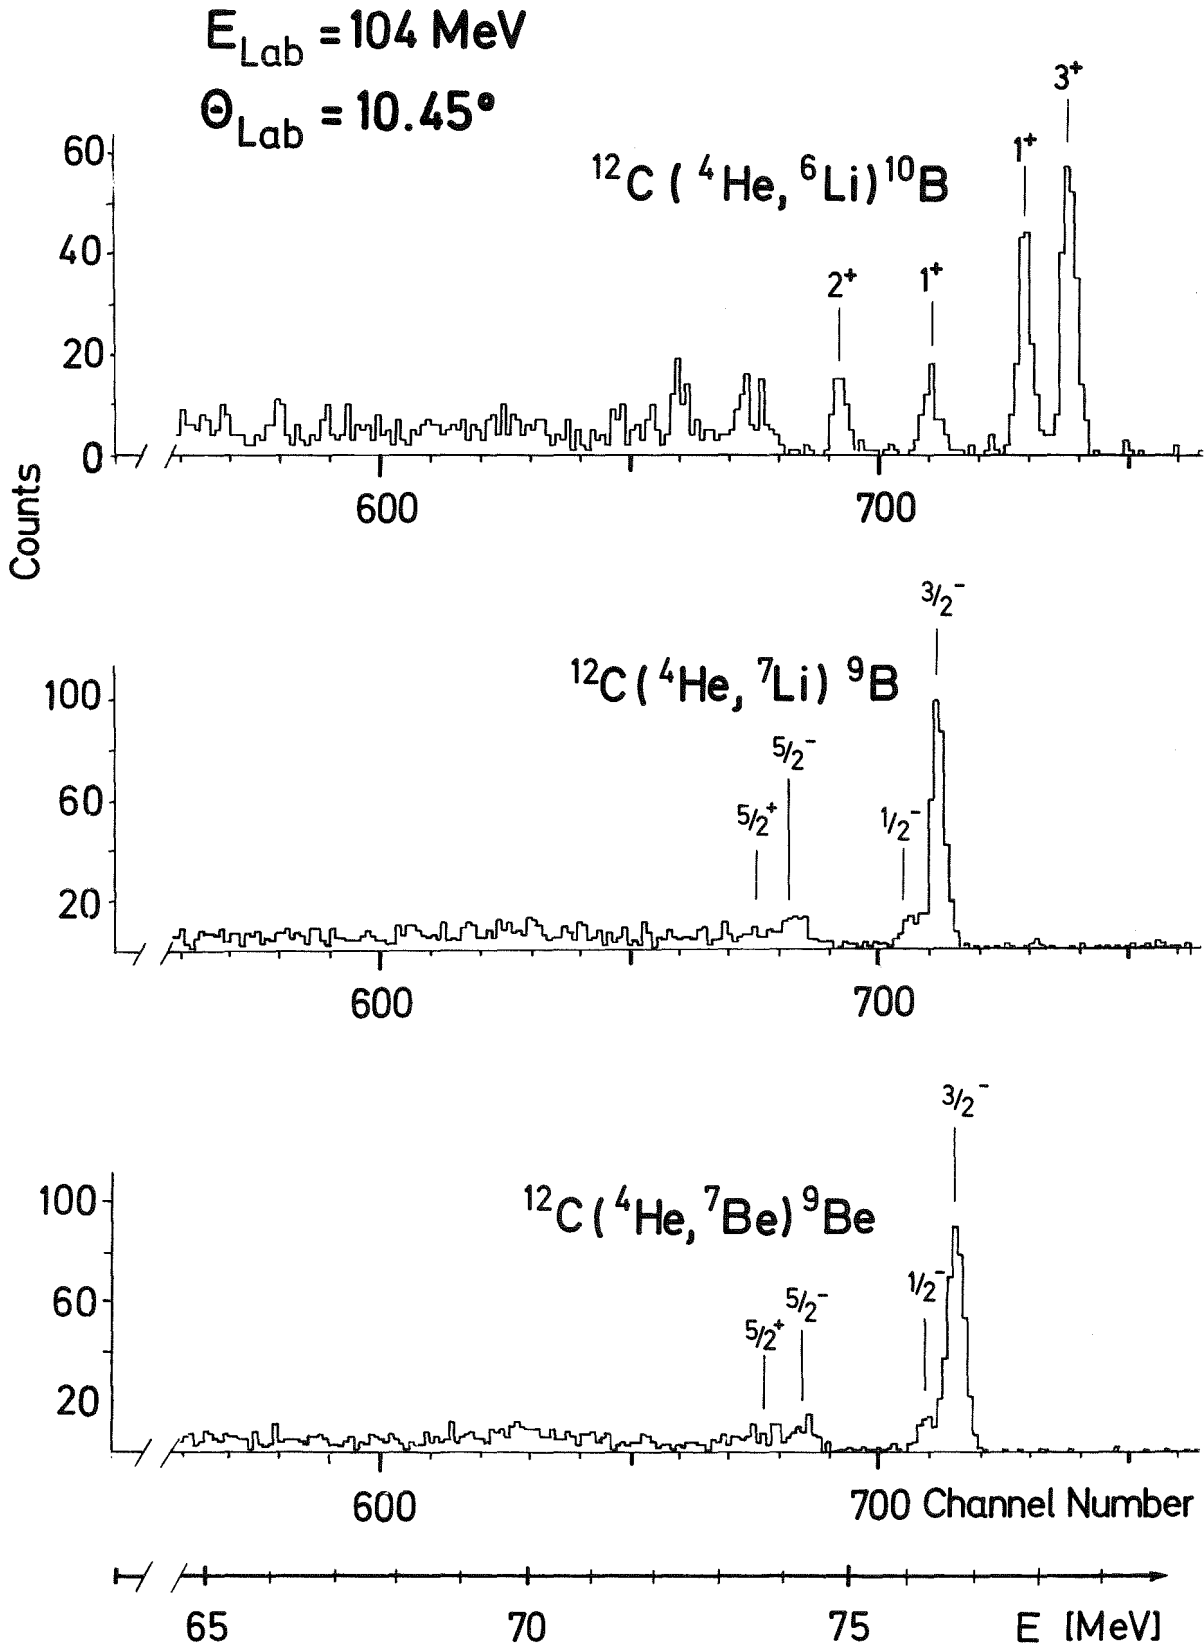 E_Lab = 104 MeV
Θ_Lab = 10.45°
Counts
3⁺
1⁺
¹²C ( ⁴He, ⁶Li) ¹⁰B
2⁺ 1⁺
60
40
20
0
600 700
3/2⁻
¹²C ( ⁴He, ⁷Li) ⁹B
5/2⁻
5/2⁺ 1/2⁻
100
60
20
600 700
3/2⁻
¹²C ( ⁴He, ⁷Be) ⁹Be
1/2⁻
5/2⁻
5/2⁺
100
60
20
600 700 Channel Number
65 70 75 E [MeV]